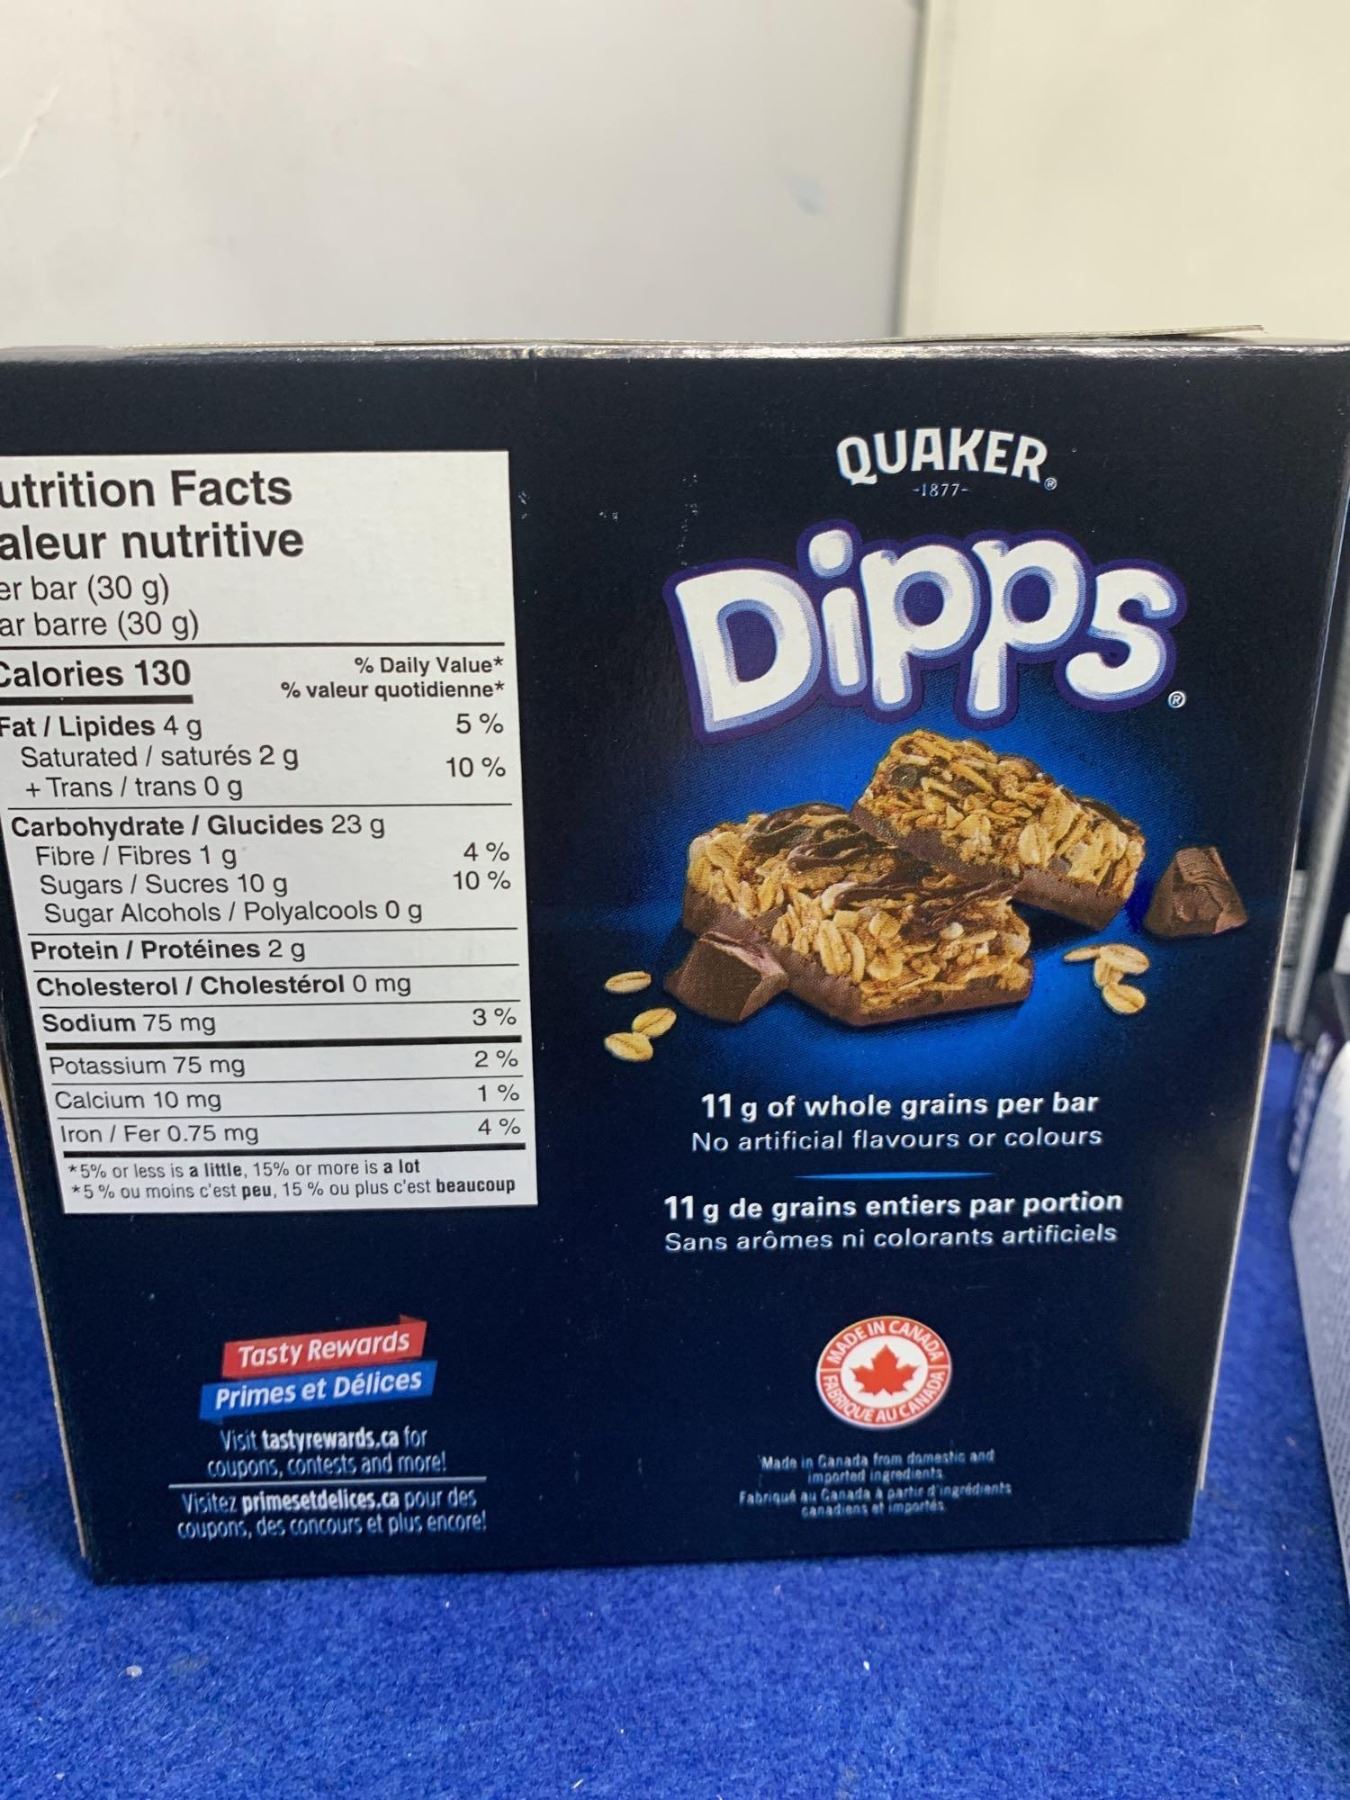 utrition Facts
aleur nutritive
er bar (30 g)
ar barre (30 g)
Calories 130
% Daily Value*
% valeur quotidienne*
Fat / Lipides 4 g 5 %
Saturated / saturés 2 g
+ Trans / trans 0 g
10 %
Carbohydrate / Glucides 23 g
Fibre / Fibres 1 g 4 %
Sugars / Sucres 10 g 10 %
Sugar Alcohols / Polyalcools 0 g
Protein / Protéines 2 g
Cholesterol / Cholestérol 0 mg
Sodium 75 mg 3 %
Potassium 75 mg 2 %
Calcium 10 mg 1 %
Iron / Fer 0.75 mg 4 %
*5% or less is a little, 15% or more is a lot
*5 % ou moins c'est peu, 15 % ou plus c'est beaucoup
Tasty Rewards
Primes et Délices
Visit tastyrewards.ca for
coupons, contests and more!
Visitez primesetdelices.ca pour des
coupons, des concours et plus encore!
QUAKER®
-1877-
Dipps®
11 g of whole grains per bar
No artificial flavours or colours
11 g de grains entiers par portion
Sans arômes ni colorants artificiels
MADE IN CANADA
FABRIQUÉ AU CANADA
Made in Canada from domestic and
imported ingredients
Fabriqué au Canada à partir d'ingrédients
canadiens et importés